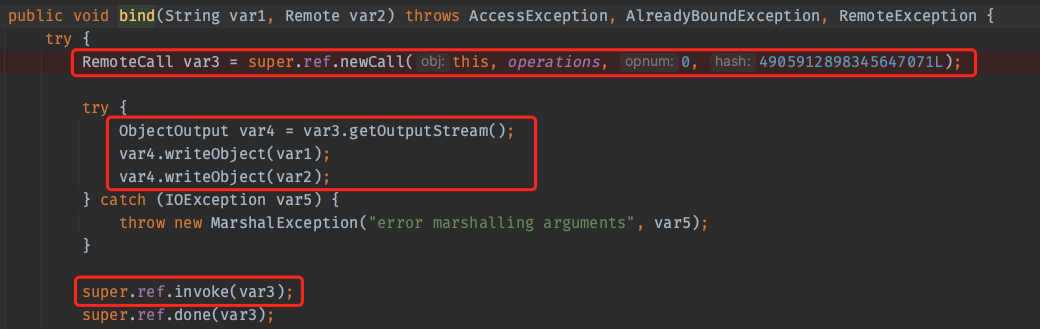 public void bind(String var1, Remote var2) throws AccessException, AlreadyBoundException, RemoteException {
try {
RemoteCall var3 = super.ref.newCall( obj: this, operations, opnum: 0, hash: 4905912898345647071L);
try {
ObjectOutput var4 = var3.getOutputStream();
var4.writeObject(var1);
var4.writeObject(var2);
} catch (IOException var5) {
throw new MarshalException("error marshalling arguments", var5);
}
super.ref.invoke(var3);
super.ref.done(var3);